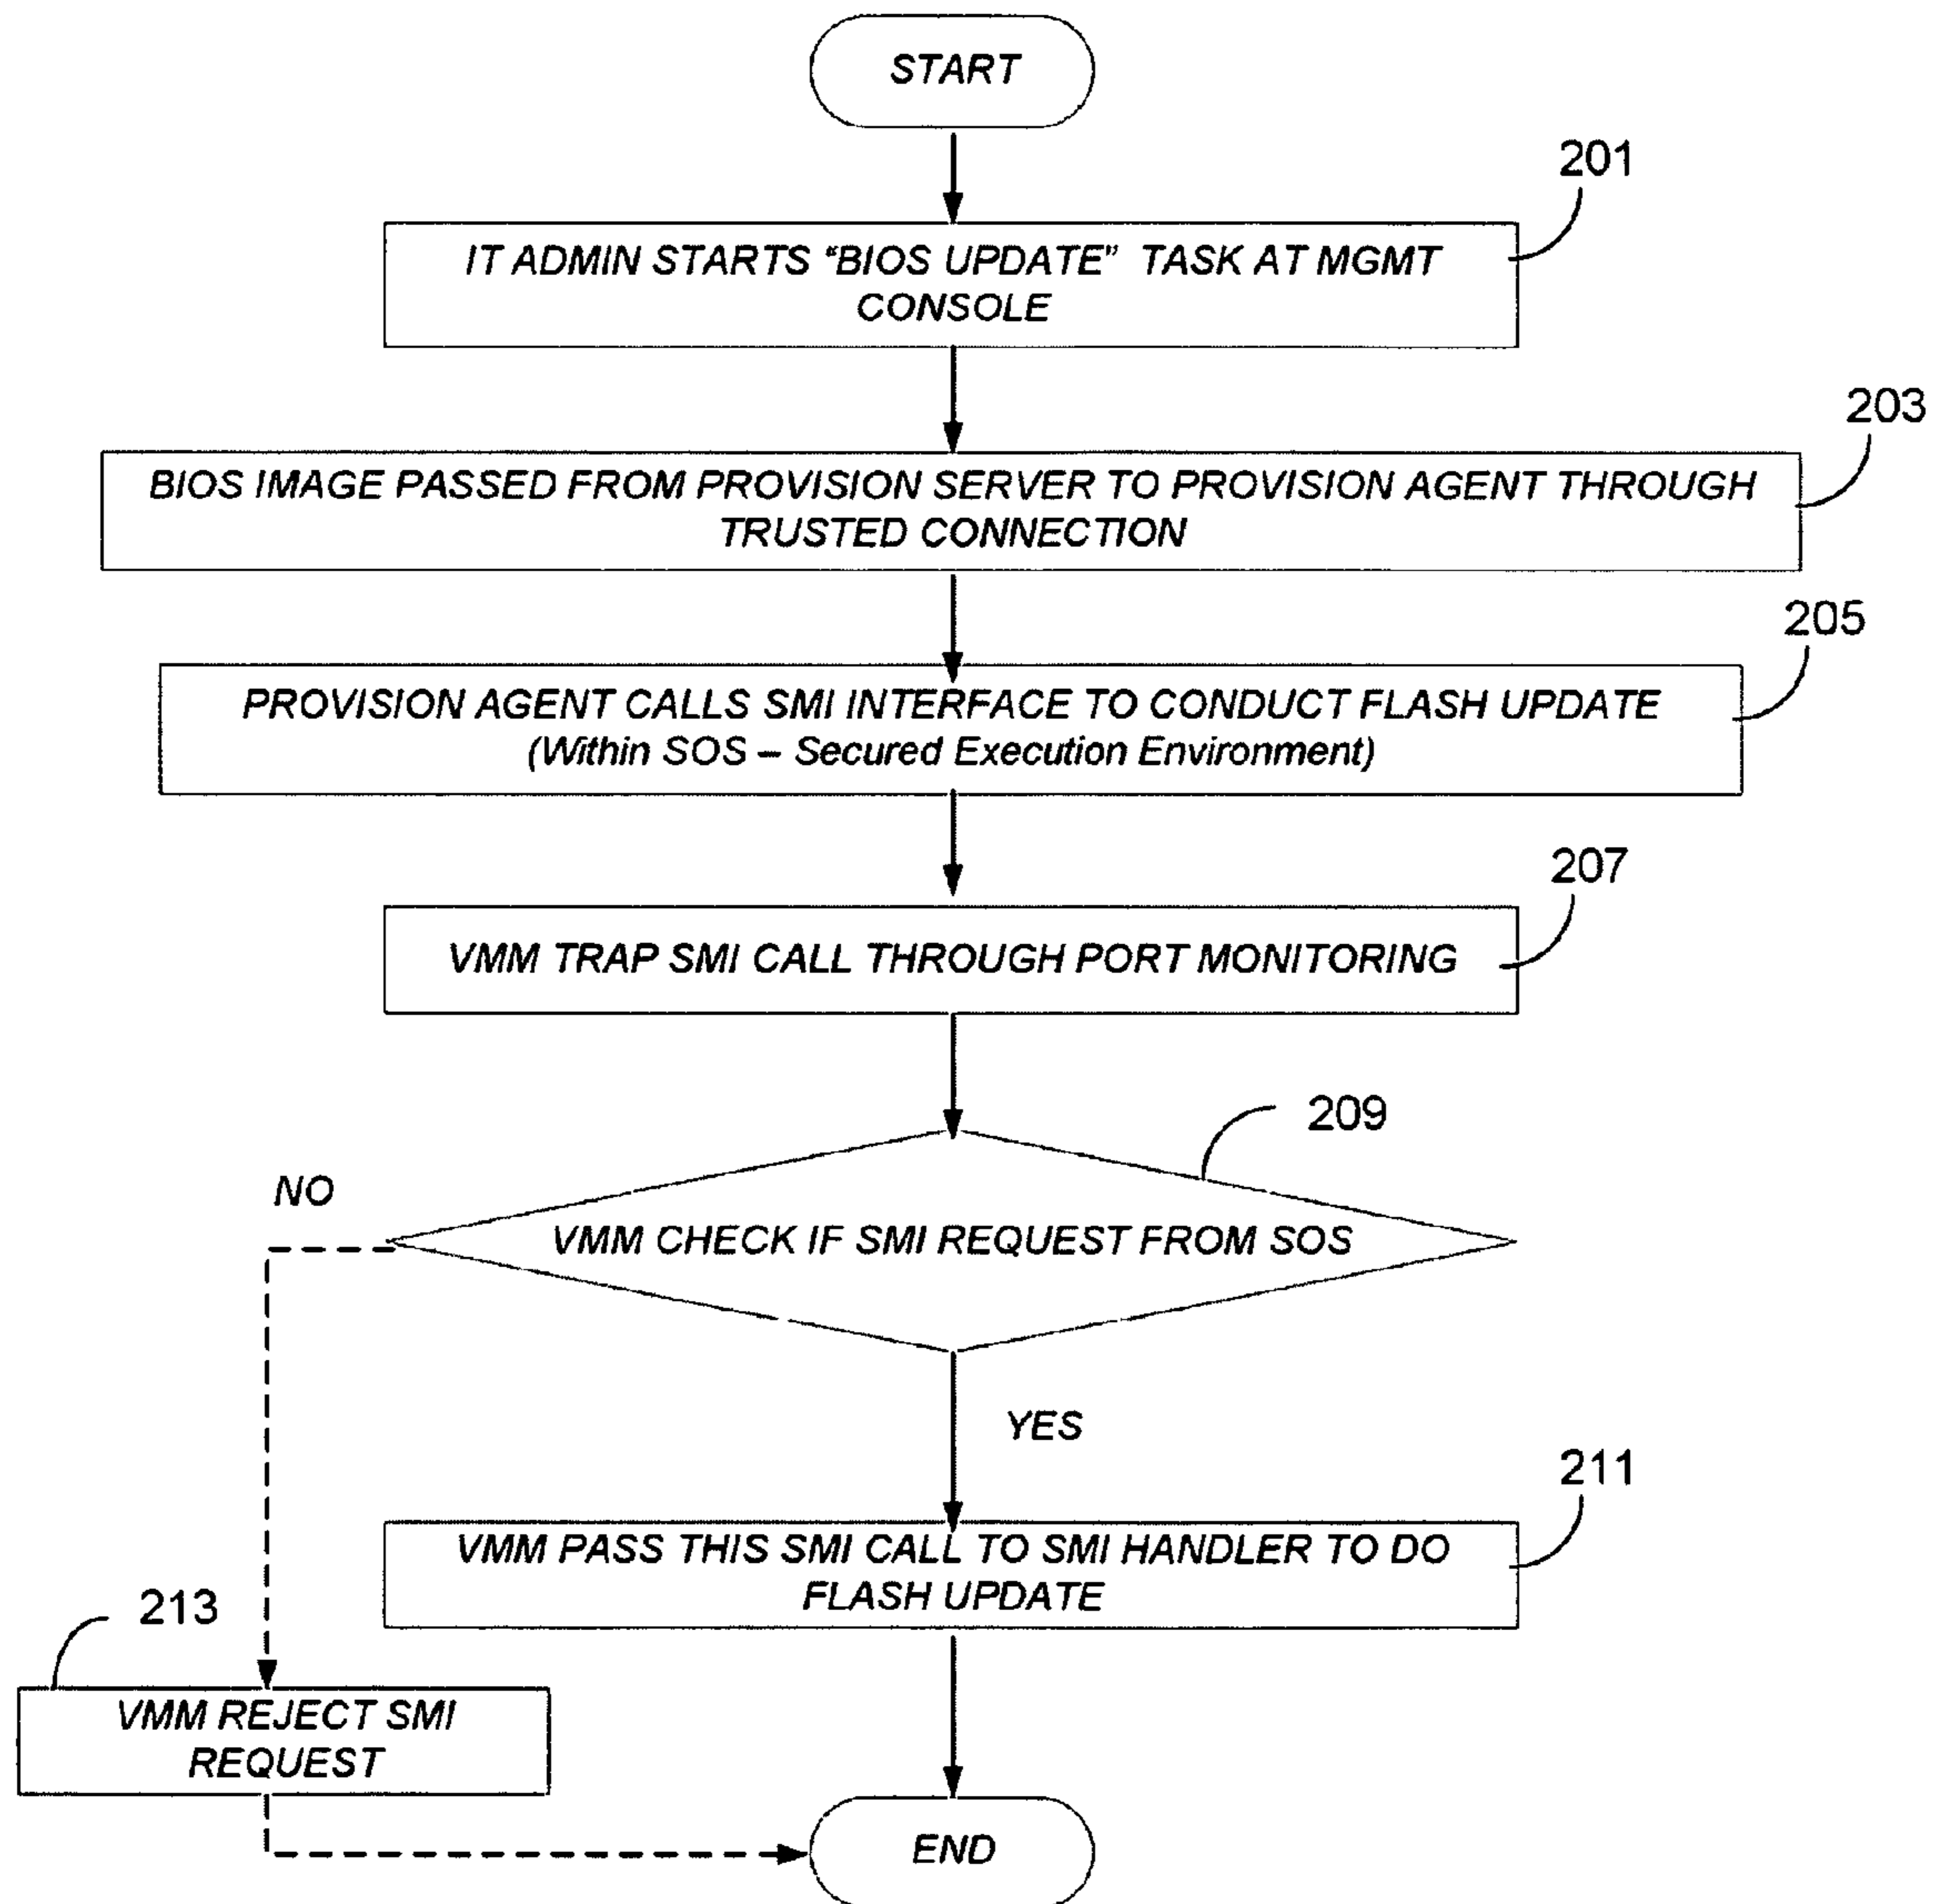 START
201
IT ADMIN STARTS “BIOS UPDATE” TASK AT MGMT
CONSOLE
203
BIOS IMAGE PASSED FROM PROVISION SERVER TO PROVISION AGENT THROUGH
TRUSTED CONNECTION
205
PROVISION AGENT CALLS SMI INTERFACE TO CONDUCT FLASH UPDATE
(Within SOS – Secured Execution Environment)
207
VMM TRAP SMI CALL THROUGH PORT MONITORING
209
NO
VMM CHECK IF SMI REQUEST FROM SOS
YES
211
VMM PASS THIS SMI CALL TO SMI HANDLER TO DO
FLASH UPDATE
213
VMM REJECT SMI
REQUEST
END